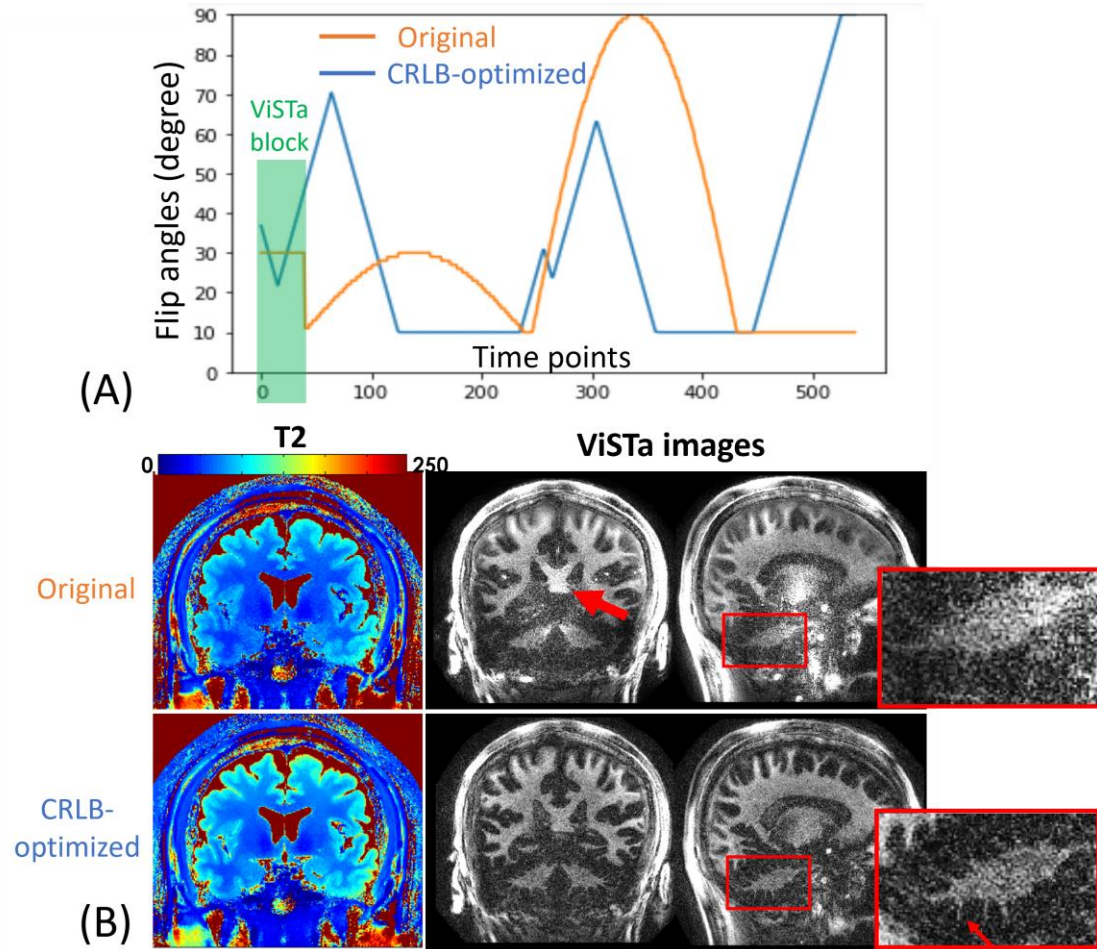 90
80
70
60
50
40
30
20
10
0
Flip angles (degree)
Original
CRLB-optimized
ViSTa
block
Time points
0 100 200 300 400 500
(A)
T2
ViSTa images
0 250
Original
CRLB-
optimized
(B)